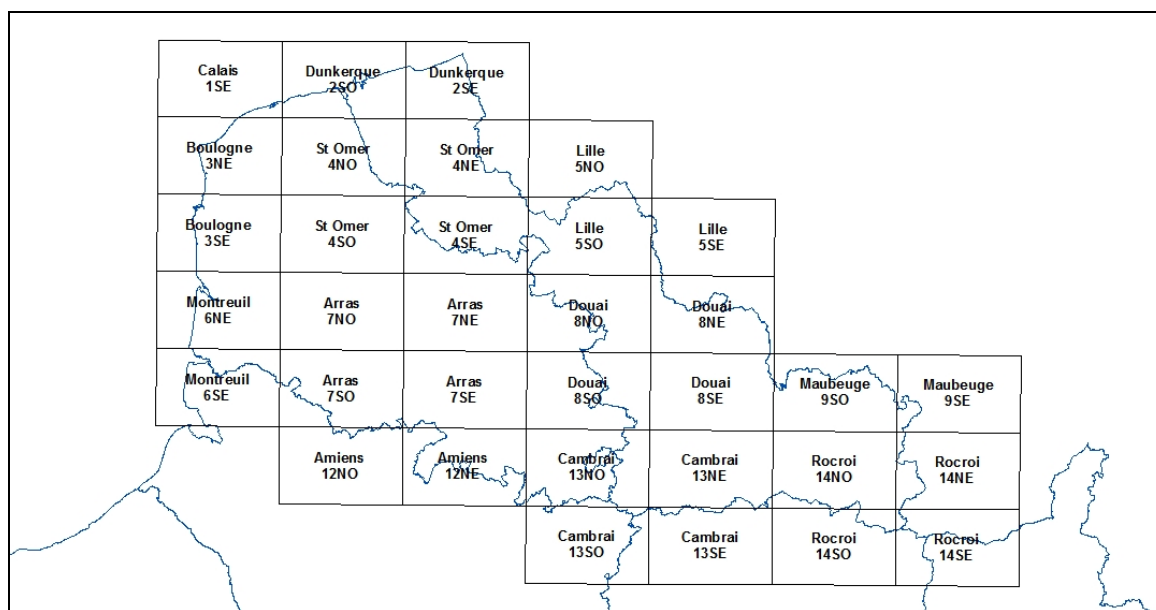 Calais
1SE
Dunkerque
2SO
Dunkerque
2SE
Boulogne
3NE
St Omer
4NO
St Omer
4NE
Lille
5NO
Boulogne
3SE
St Omer
4SO
St Omer
4SE
Lille
5SO
Lille
5SE
Montreuil
6NE
Arras
7NO
Arras
7NE
Douai
8NO
Douai
8NE
Montreuil
6SE
Arras
7SO
Arras
7SE
Douai
8SO
Douai
8SE
Maubeuge
9SO
Maubeuge
9SE
Amiens
12NO
Amiens
12NE
Cambrai
13NO
Cambrai
13NE
Rocroi
14NO
Rocroi
14NE
Cambrai
13SO
Cambrai
13SE
Rocroi
14SO
Rocroi
14SE